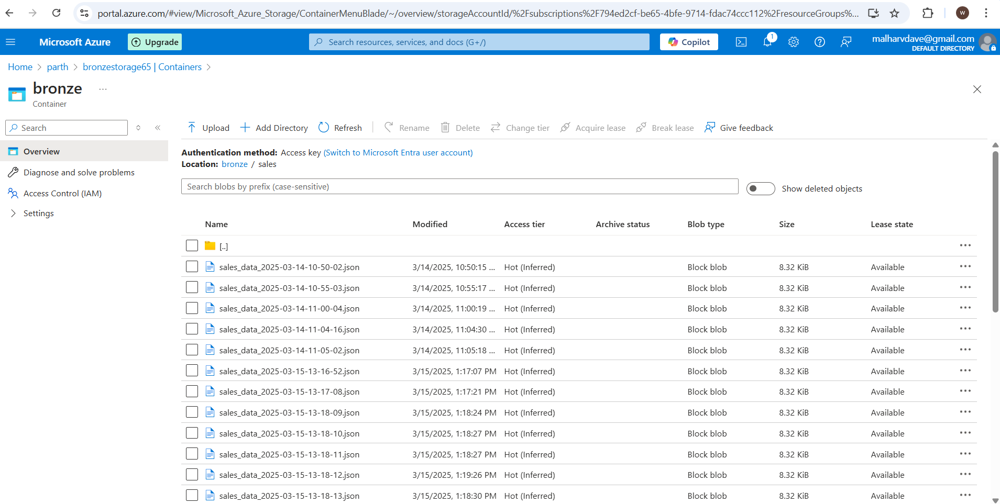 portal.azure.com/#view/Microsoft_Azure_Storage/ContainerMenuBlade/~/overview/storageAccountId/%2Fsubscriptions%2F794ed2cf-be65-4bfe-9714-fdac74ccc112%2FresourceGroups%... W
Microsoft Azure Upgrade Search resources, services, and docs (G+/) Copilot 1 malharvdave@gmail.com
DEFAULT DIRECTORY
Home > parth > bronzestorage65 | Containers >
bronze ...
Container
Search
Overview
Diagnose and solve problems
Access Control (IAM)
Settings
Upload Add Directory Refresh Rename Delete Change tier Acquire lease Break lease Give feedback
Authentication method: Access key (Switch to Microsoft Entra user account)
Location: bronze / sales
Search blobs by prefix (case-sensitive) Show deleted objects
Name Modified Access tier Archive status Blob type Size Lease state
[..]
sales_data_2025-03-14-10-50-02.json 3/14/2025, 10:50:15 ... Hot (Inferred) Block blob 8.32 KiB Available
sales_data_2025-03-14-10-55-03.json 3/14/2025, 10:55:17 ... Hot (Inferred) Block blob 8.32 KiB Available
sales_data_2025-03-14-11-00-04.json 3/14/2025, 11:00:19 ... Hot (Inferred) Block blob 8.32 KiB Available
sales_data_2025-03-14-11-04-16.json 3/14/2025, 11:04:30 ... Hot (Inferred) Block blob 8.32 KiB Available
sales_data_2025-03-14-11-05-02.json 3/14/2025, 11:05:18 ... Hot (Inferred) Block blob 8.32 KiB Available
sales_data_2025-03-15-13-16-52.json 3/15/2025, 1:17:07 PM Hot (Inferred) Block blob 8.32 KiB Available
sales_data_2025-03-15-13-17-08.json 3/15/2025, 1:17:21 PM Hot (Inferred) Block blob 8.32 KiB Available
sales_data_2025-03-15-13-18-09.json 3/15/2025, 1:18:24 PM Hot (Inferred) Block blob 8.32 KiB Available
sales_data_2025-03-15-13-18-10.json 3/15/2025, 1:18:27 PM Hot (Inferred) Block blob 8.32 KiB Available
sales_data_2025-03-15-13-18-11.json 3/15/2025, 1:18:27 PM Hot (Inferred) Block blob 8.32 KiB Available
sales_data_2025-03-15-13-18-12.json 3/15/2025, 1:19:26 PM Hot (Inferred) Block blob 8.32 KiB Available
sales_data_2025-03-15-13-18-13.json 3/15/2025, 1:18:30 PM Hot (Inferred) Block blob 8.32 KiB Available